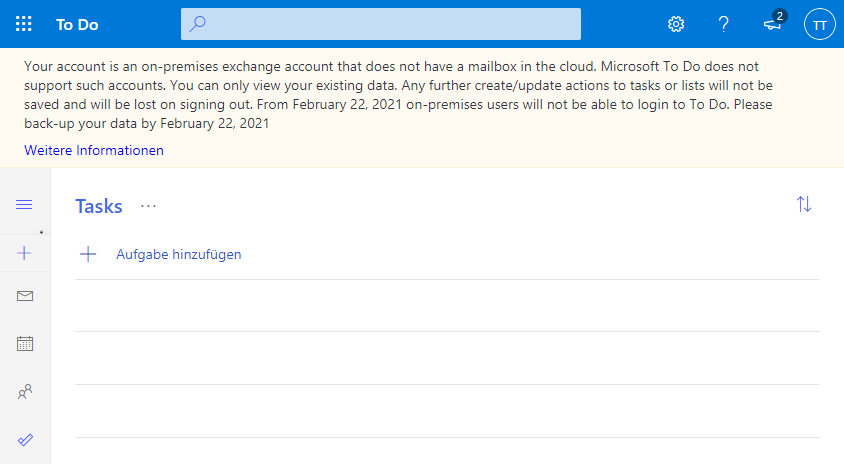 To Do
?
2
TT
Your account is an on-premises exchange account that does not have a mailbox in the cloud. Microsoft To Do does not
support such accounts. You can only view your existing data. Any further create/update actions to tasks or lists will not be
saved and will be lost on signing out. From February 22, 2021 on-premises users will not be able to login to To Do. Please
back-up your data by February 22, 2021
Weitere Informationen
Tasks ...
Aufgabe hinzufügen